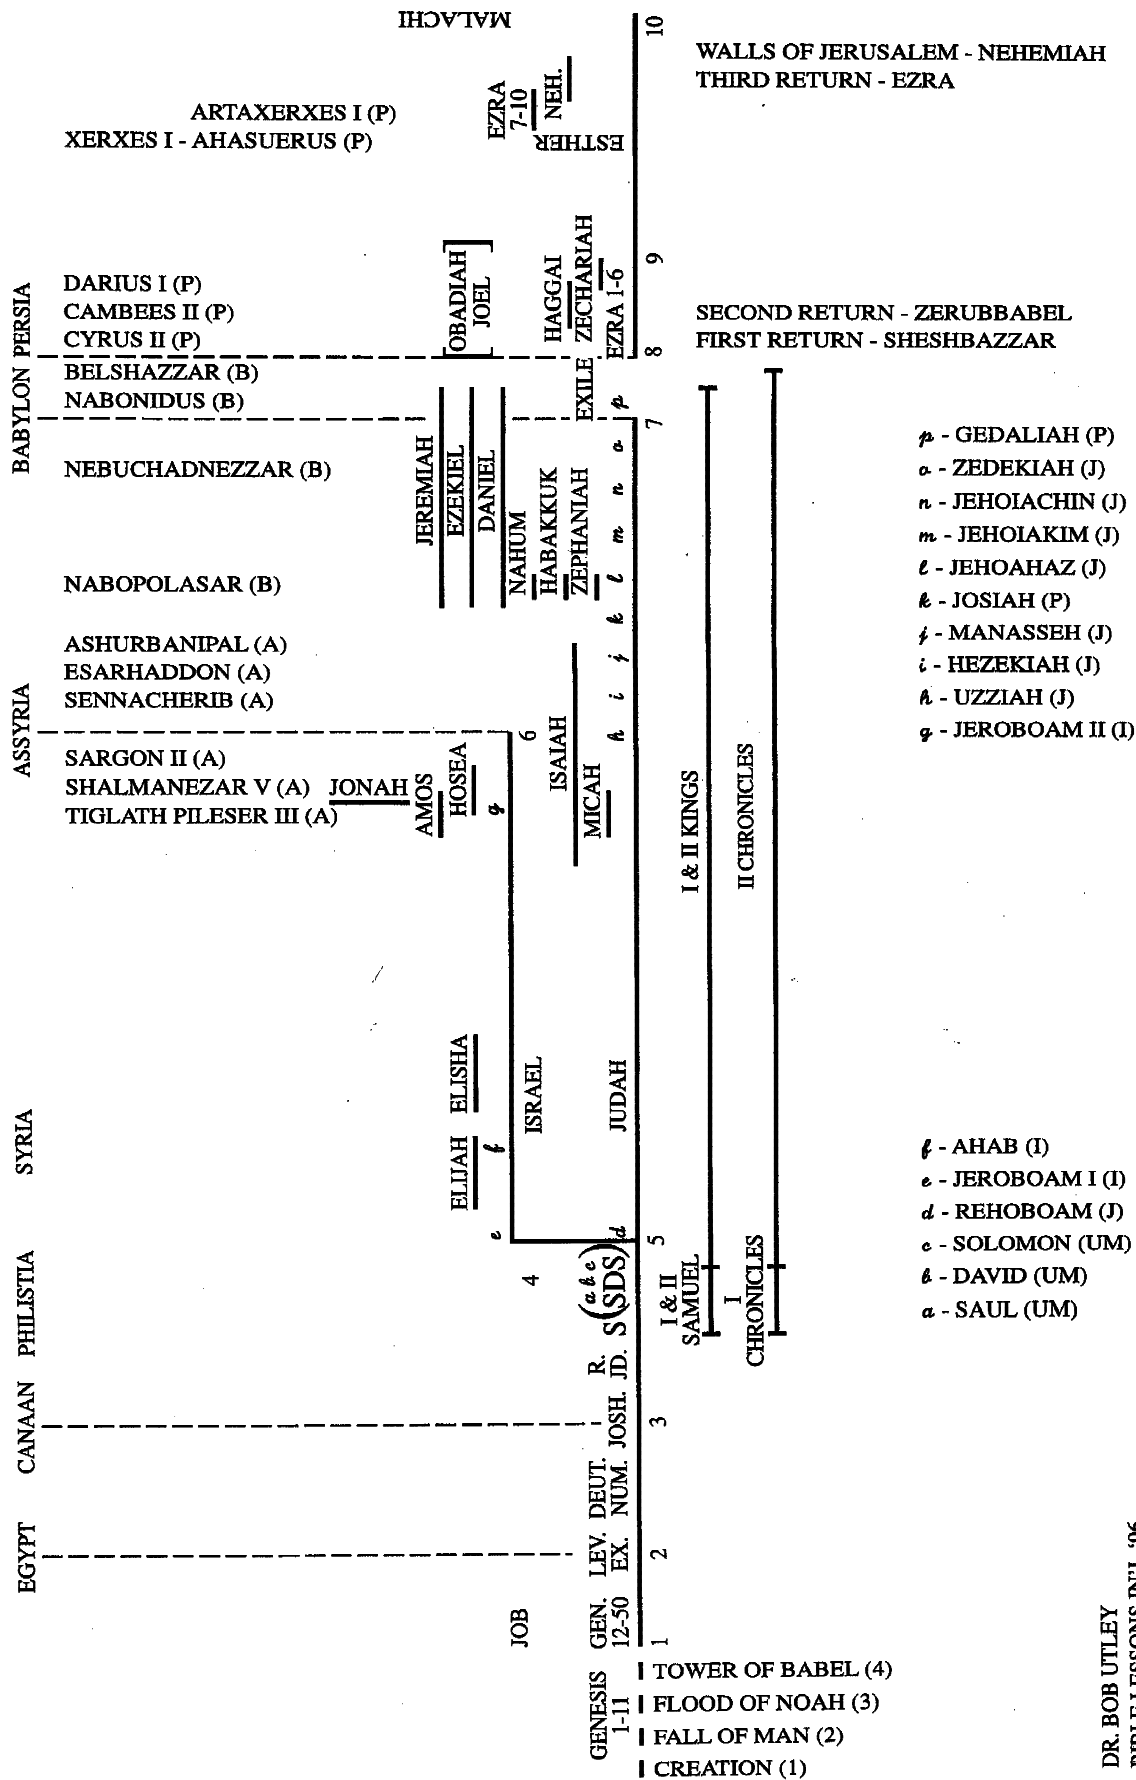 MALACHI
10
WALLS OF JERUSALEM - NEHEMIAH
THIRD RETURN - EZRA
ARTAXERXES I (P)
XERXES I - AHASUERUS (P)
EZRA
7-10
NEH.
ESTHER
PERSIA
DARIUS I (P)
CAMBEES II (P)
CYRUS II (P)
OBADIAH
JOEL
HAGGAI
ZECHARIAH
EZRA 1-6
9
8
SECOND RETURN - ZERUBBABEL
FIRST RETURN - SHESHBAZZAR
BABYLON
BELSHAZZAR (B)
NABONIDUS (B)
NEBUCHADNEZZAR (B)
NABOPOLASAR (B)
EXILE
7
JEREMIAH
EZEKIEL
DANIEL
NAHUM
HABAKKUK
ZEPHANIAH
p
o
n
m
l
k
j
i
h
p - GEDALIAH (P)
o - ZEDEKIAH (J)
n - JEHOIACHIN (J)
m - JEHOIAKIM (J)
l - JEHOAHAZ (J)
k - JOSIAH (P)
j - MANASSEH (J)
i - HEZEKIAH (J)
h - UZZIAH (J)
g - JEROBOAM II (I)
ASSYRIA
ASHURBANIPAL (A)
ESARHADDON (A)
SENNACHERIB (A)
SARGON II (A)
SHALMANEZAR V (A)
TIGLATH PILESER III (A)
JONAH
AMOS
HOSEA
g
6
ISAIAH
MICAH
I & II KINGS
II CHRONICLES
SYRIA
ELISHA
ELIJAH
f
e
ISRAEL
JUDAH
d
5
f - AHAB (I)
e - JEROBOAM I (I)
d - REHOBOAM (J)
c - SOLOMON (UM)
b - DAVID (UM)
a - SAUL (UM)
PHILISTIA
4
a b c
S(SDS)
I & II
SAMUEL
I
CHRONICLES
R.
JD.
CANAAN
JOSH.
3
DEUT.
NUM.
EGYPT
LEV.
EX.
2
JOB
GEN.
12-50
1
GENESIS
1-11
TOWER OF BABEL (4)
FLOOD OF NOAH (3)
FALL OF MAN (2)
CREATION (1)
DR. BOB UTLEY
BIBLE LESSONS IN'L '96